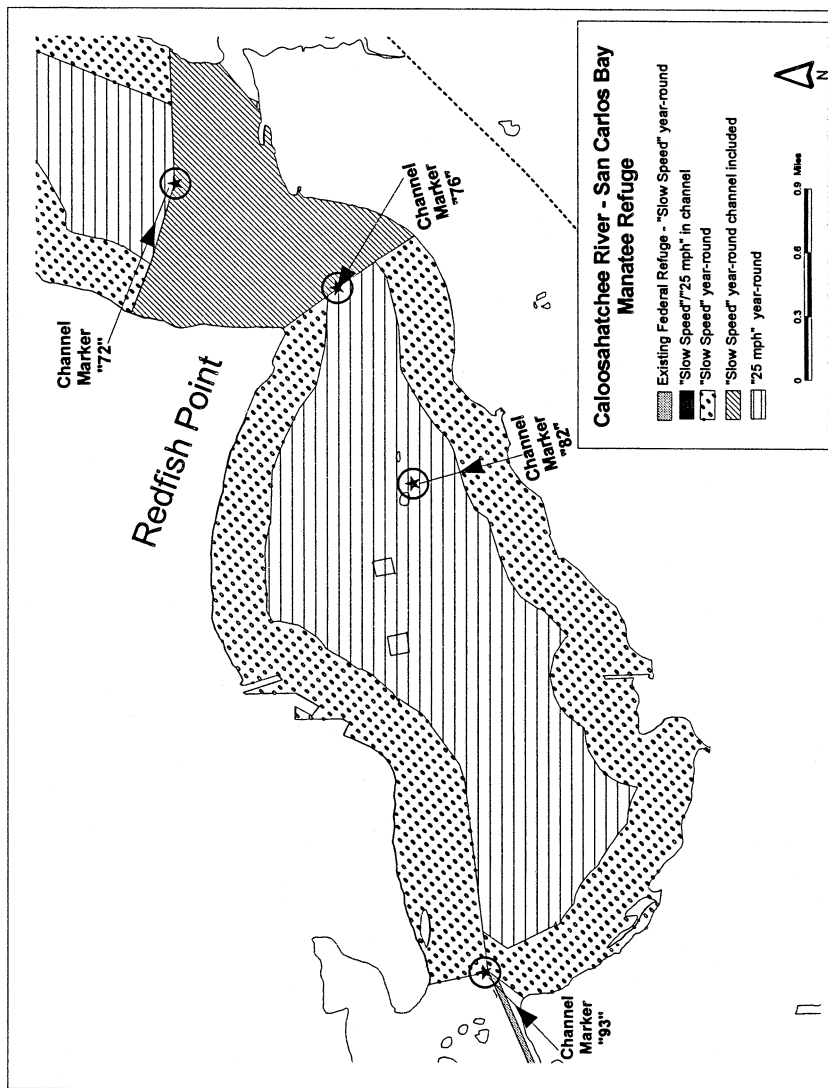 Channel
Marker
"72"
Redfish Point
Channel
Marker
"76"
Channel
Marker
"82"
Channel
Marker
"93"
Caloosahatchee River - San Carlos Bay
Manatee Refuge
Existing Federal Refuge - "Slow Speed" year-round
"Slow Speed"/"25 mph" in channel
"Slow Speed" year-round
"Slow Speed" year-round channel included
"25 mph" year-round
0 0.3 0.6 0.9 Miles
N